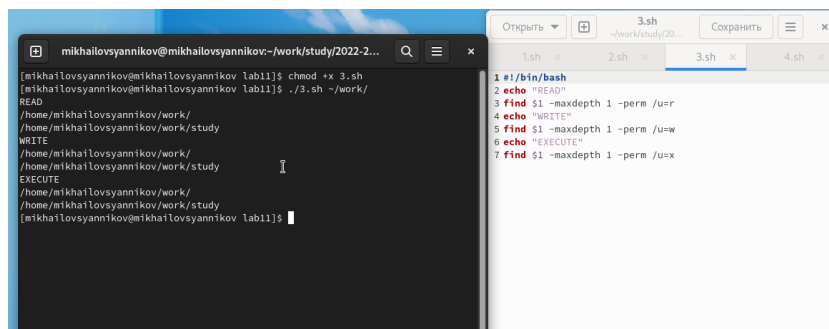 mikhailovsyannikov@mikhailovsyannikov:~/work/study/2022-2...
[mikhailovsyannikov@mikhailovsyannikov lab11]$ chmod +x 3.sh
[mikhailovsyannikov@mikhailovsyannikov lab11]$ ./3.sh ~/work/
READ
/home/mikhailovsyannikov/work/
/home/mikhailovsyannikov/work/study
WRITE
/home/mikhailovsyannikov/work/
/home/mikhailovsyannikov/work/study
EXECUTE
/home/mikhailovsyannikov/work/
/home/mikhailovsyannikov/work/study
[mikhailovsyannikov@mikhailovsyannikov lab11]$
Открыть
3.sh
~/work/study/20...
Сохранить
1.sh
2.sh
3.sh
4.sh
1 #!/bin/bash
2 echo "READ"
3 find $1 -maxdepth 1 -perm /u=r
4 echo "WRITE"
5 find $1 -maxdepth 1 -perm /u=w
6 echo "EXECUTE"
7 find $1 -maxdepth 1 -perm /u=x